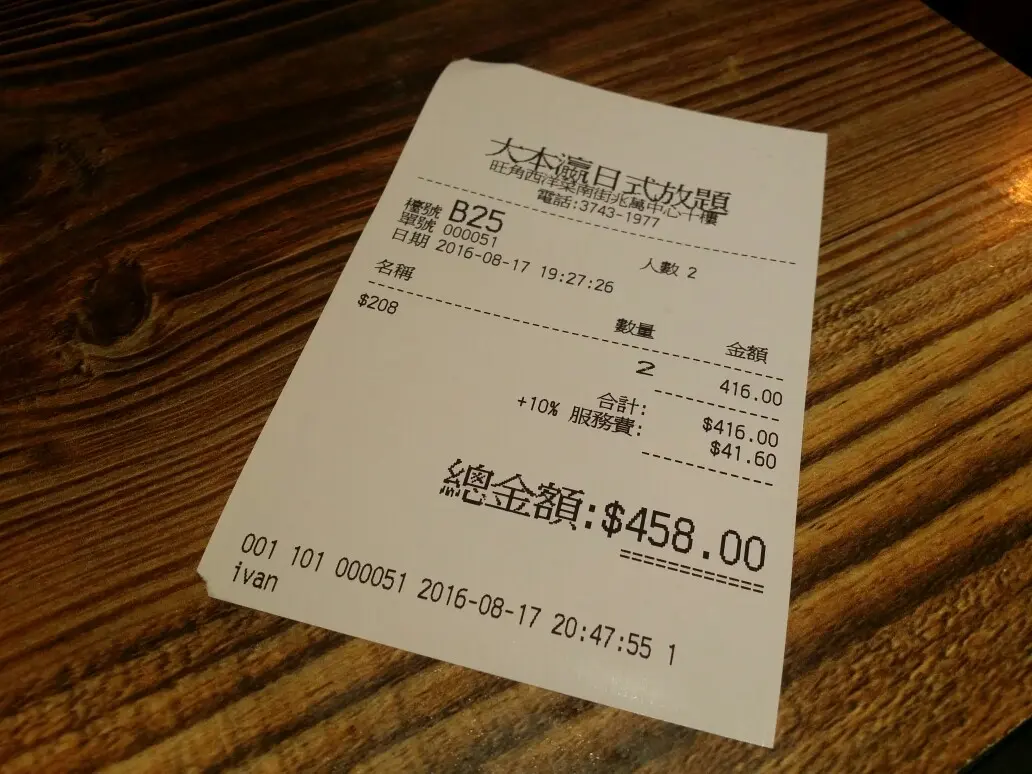 大本瀛日式放題
旺角西洋菜南街兆萬中心十樓
電話:3743-1977
檯號 B25 人數 2
單號 000051
日期 2016-08-17 19:27:26
名稱 數量 金額
$208 2 416.00
合計: $416.00
+10% 服務費: $41.60
總金額:$458.00
001 101 000051 2016-08-17 20:47:55 1
ivan